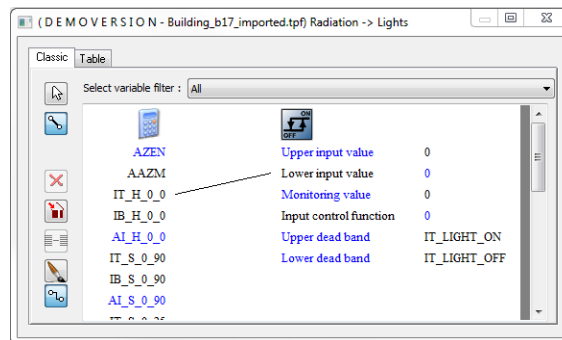 ( D E M O V E R S I O N - Building_b17_imported.tpf) Radiation -> Lights
Classic Table
Select variable filter : All
ON
OFF
AZEN Upper input value 0
AAZM Lower input value 0
IT_H_0_0 Monitoring value 0
IB_H_0_0 Input control function 0
AI_H_0_0 Upper dead band IT_LIGHT_ON
IT_S_0_90 Lower dead band IT_LIGHT_OFF
IB_S_0_90
AI_S_0_90